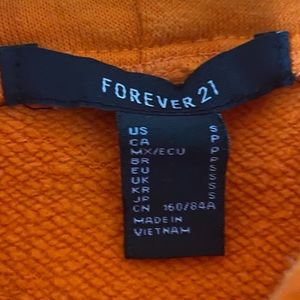 FOREVER 21
US S
CA P
MX/ECU P
BR P
EU S
UK S
KR S
JP S
CN 160/84A
MADE IN
VIETNAM